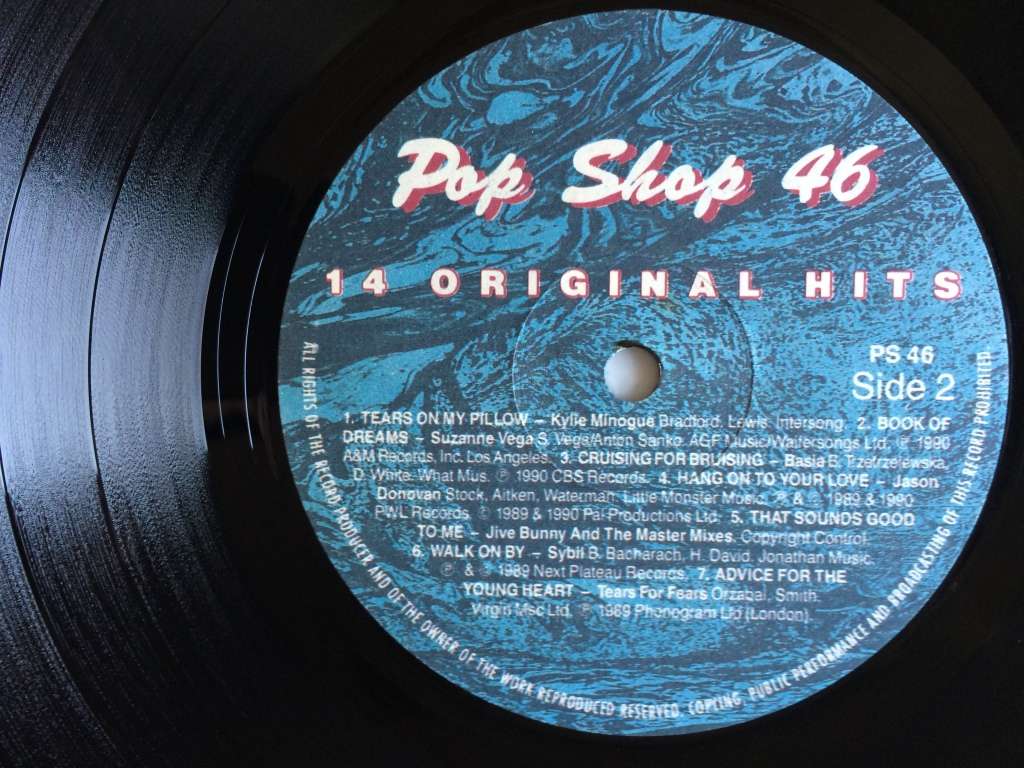 Pop Shop 46
14 ORIGINAL HITS
PS 46
Side 2
1. TEARS ON MY PILLOW – Kylie Minogue Bradford, Lewis, Intersong. 2. BOOK OF
DREAMS – Suzanne Vega S. Vega/Anton Sanko. AGF Music/Waifersongs Ltd. ℗ 1990
A&M Records, Inc. Los Angeles. 3. CRUISING FOR BRUISING – Basia B. Trzetrzelewska,
D. White. What Mus. ℗ 1990 CBS Records. 4. HANG ON TO YOUR LOVE – Jason
Donovan Stock, Aitken, Waterman, Little Monster Music. ℗ & © 1989 & 1990
PWL Records. © 1989 & 1990 Pal Productions Ltd. 5. THAT SOUNDS GOOD
TO ME – Jive Bunny And The Master Mixes. Copyright Control.
6. WALK ON BY – Sybil B. Bacharach, H. David. Jonathan Music.
℗ & © 1989 Next Plateau Records. 7. ADVICE FOR THE
YOUNG HEART – Tears For Fears Orzabal, Smith.
Virgin Msc Ltd. ℗ 1989 Phonogram Ltd (London).
ALL RIGHTS OF THE RECORD PRODUCER AND OF THE OWNER OF THE WORK REPRODUCED RESERVED. COPLING, PUBLIC PERFORMANCE AND BROADCASTING OF THIS RECORD PROHIBITED.